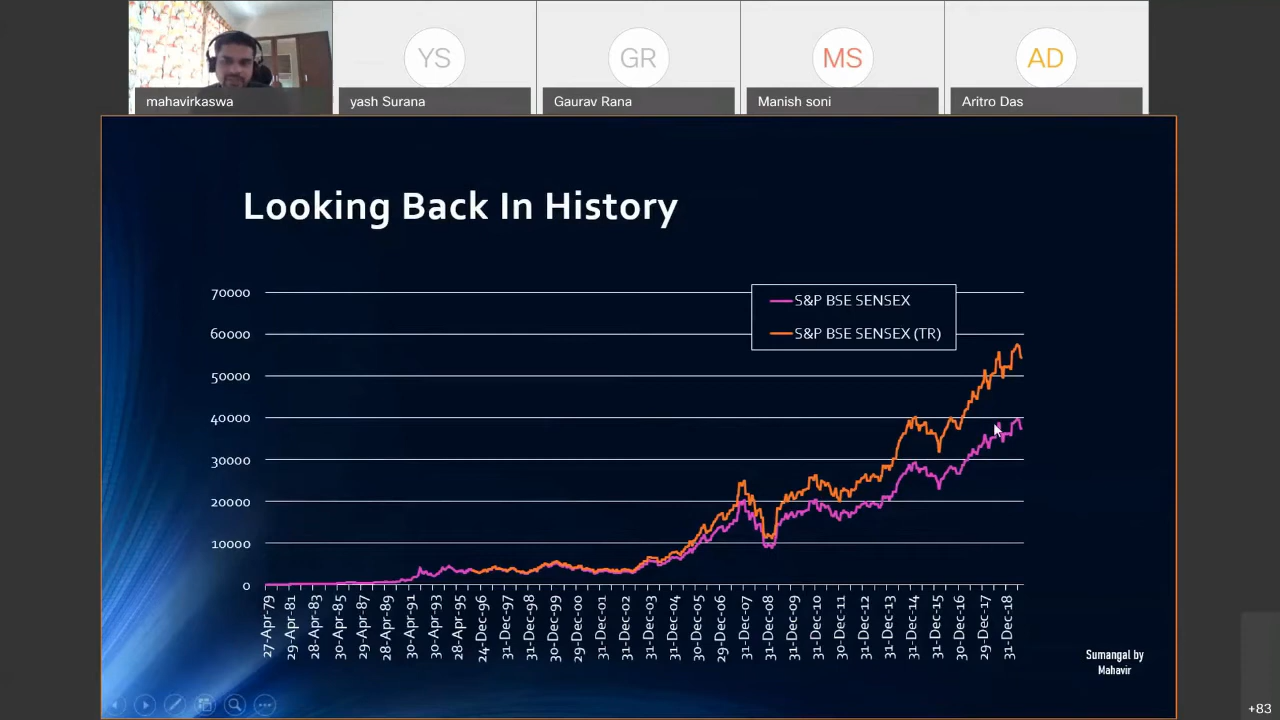 YS
GR
MS
AD
mahavirkaswa
yash Surana
Gaurav Rana
Manish soni
Aritro Das
Looking Back In History
70000
60000
50000
40000
30000
20000
10000
0
S&P BSE SENSEX
S&P BSE SENSEX (TR)
27-Apr-79
29-Apr-81
28-Apr-83
30-Apr-85
29-Apr-87
28-Apr-89
30-Apr-91
30-Apr-93
28-Apr-95
24-Dec-96
31-Dec-97
31-Dec-98
30-Dec-99
29-Dec-00
31-Dec-01
31-Dec-02
31-Dec-03
31-Dec-04
30-Dec-05
29-Dec-06
31-Dec-07
31-Dec-08
31-Dec-09
31-Dec-10
30-Dec-11
31-Dec-12
31-Dec-13
31-Dec-14
31-Dec-15
30-Dec-16
29-Dec-17
31-Dec-18
Sumangal by
Mahavir
+83